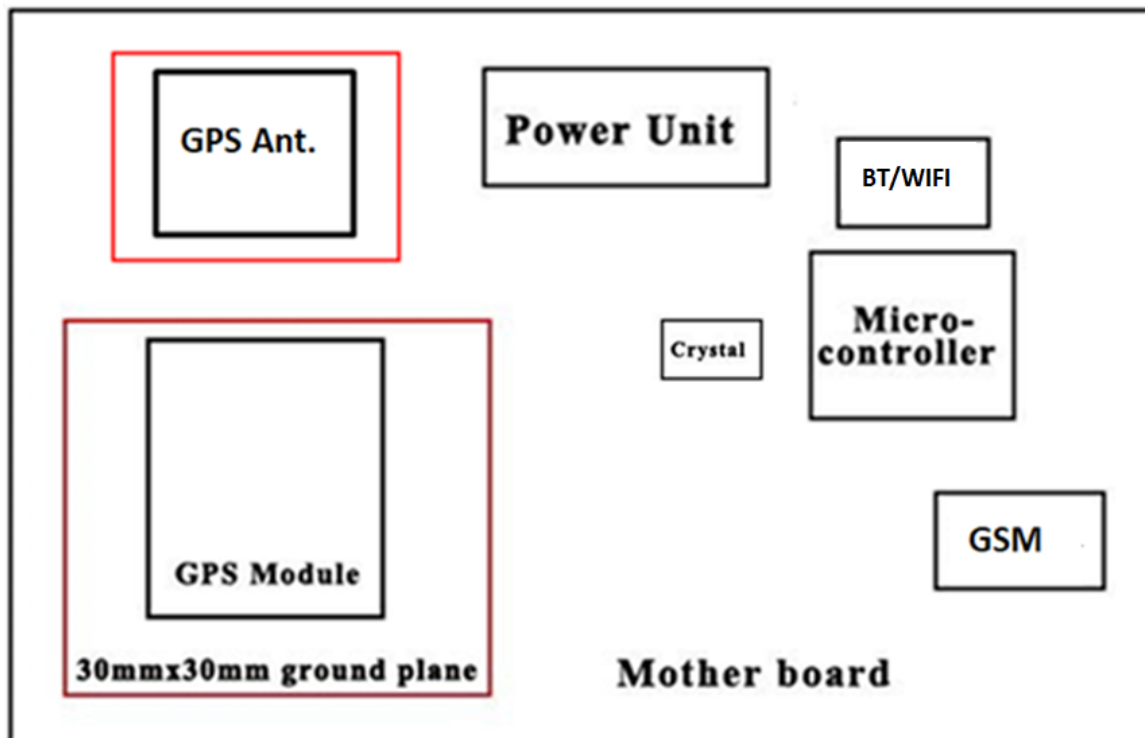 GPS Ant.
Power Unit
BT/WIFI
Micro-
controller
Crystal
GSM
GPS Module
30mmx30mm ground plane
Mother board